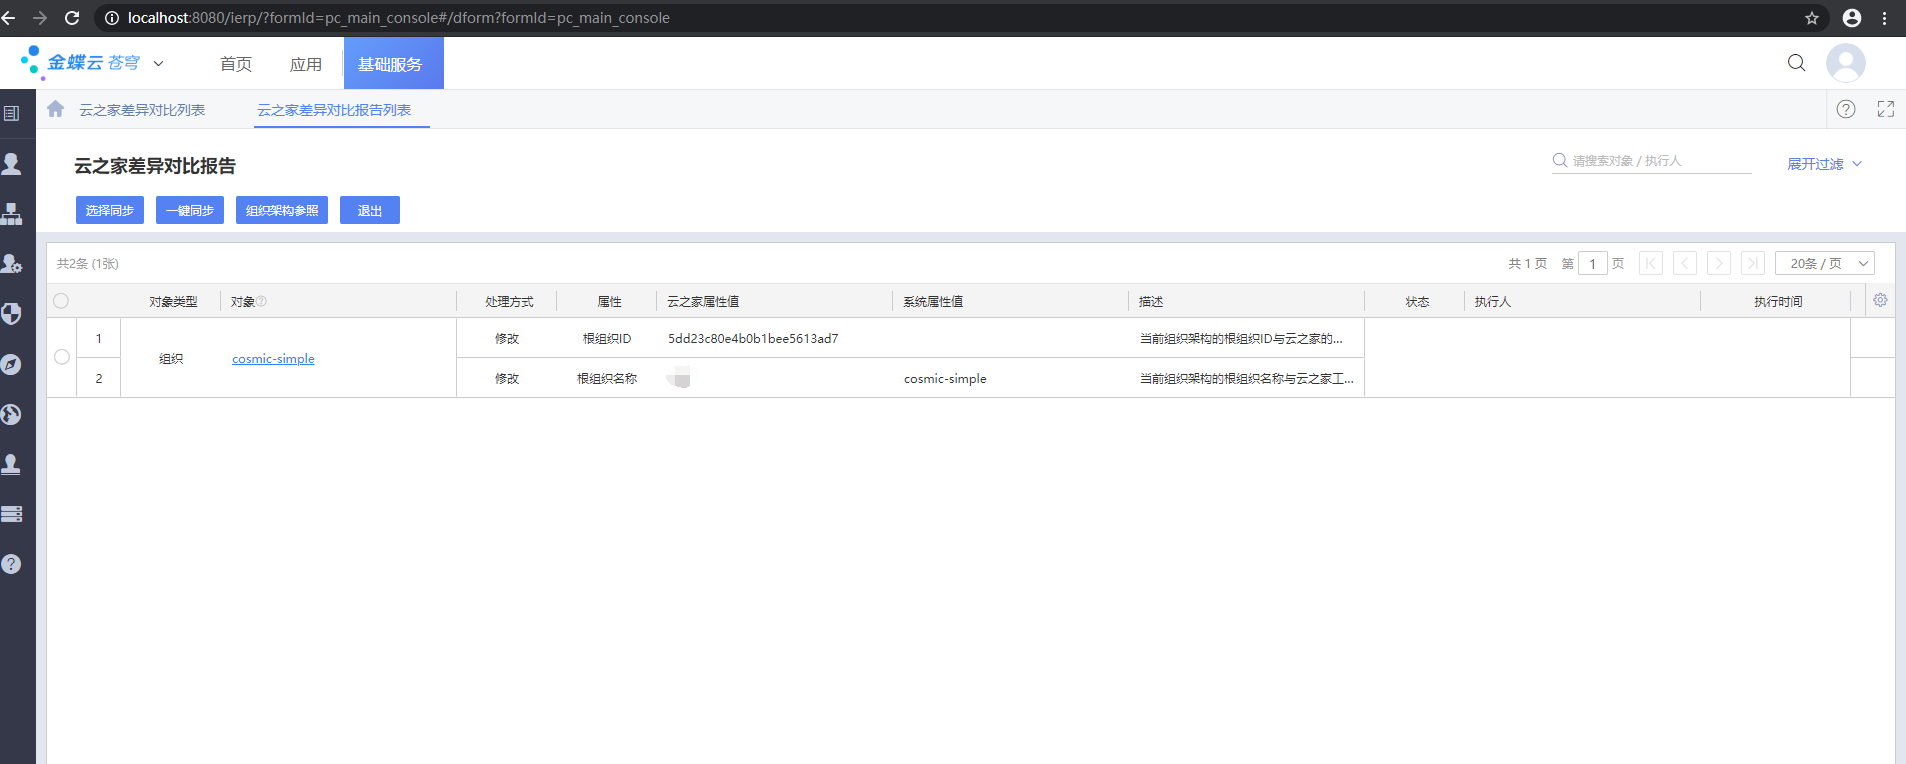 localhost:8080/ierp/?formId=pc_main_console#/dform?formId=pc_main_console
金蝶云 苍穹 首页 应用 基础服务
云之家差异对比列表 云之家差异对比报告列表
云之家差异对比报告
请搜索对象 / 执行人 展开过滤
选择同步 一键同步 组织架构参照 退出
共2条 (1张) 共 1 页 第 1 页 20条 / 页
对象类型 对象 处理方式 属性 云之家属性值 系统属性值 描述 状态 执行人 执行时间
1 修改 根组织ID 5dd23c80e4b0b1bee5613ad7 当前组织架构的根组织ID与云之家的...
组织 cosmic-simple
2 修改 根组织名称 cosmic-simple 当前组织架构的根组织名称与云之家工...